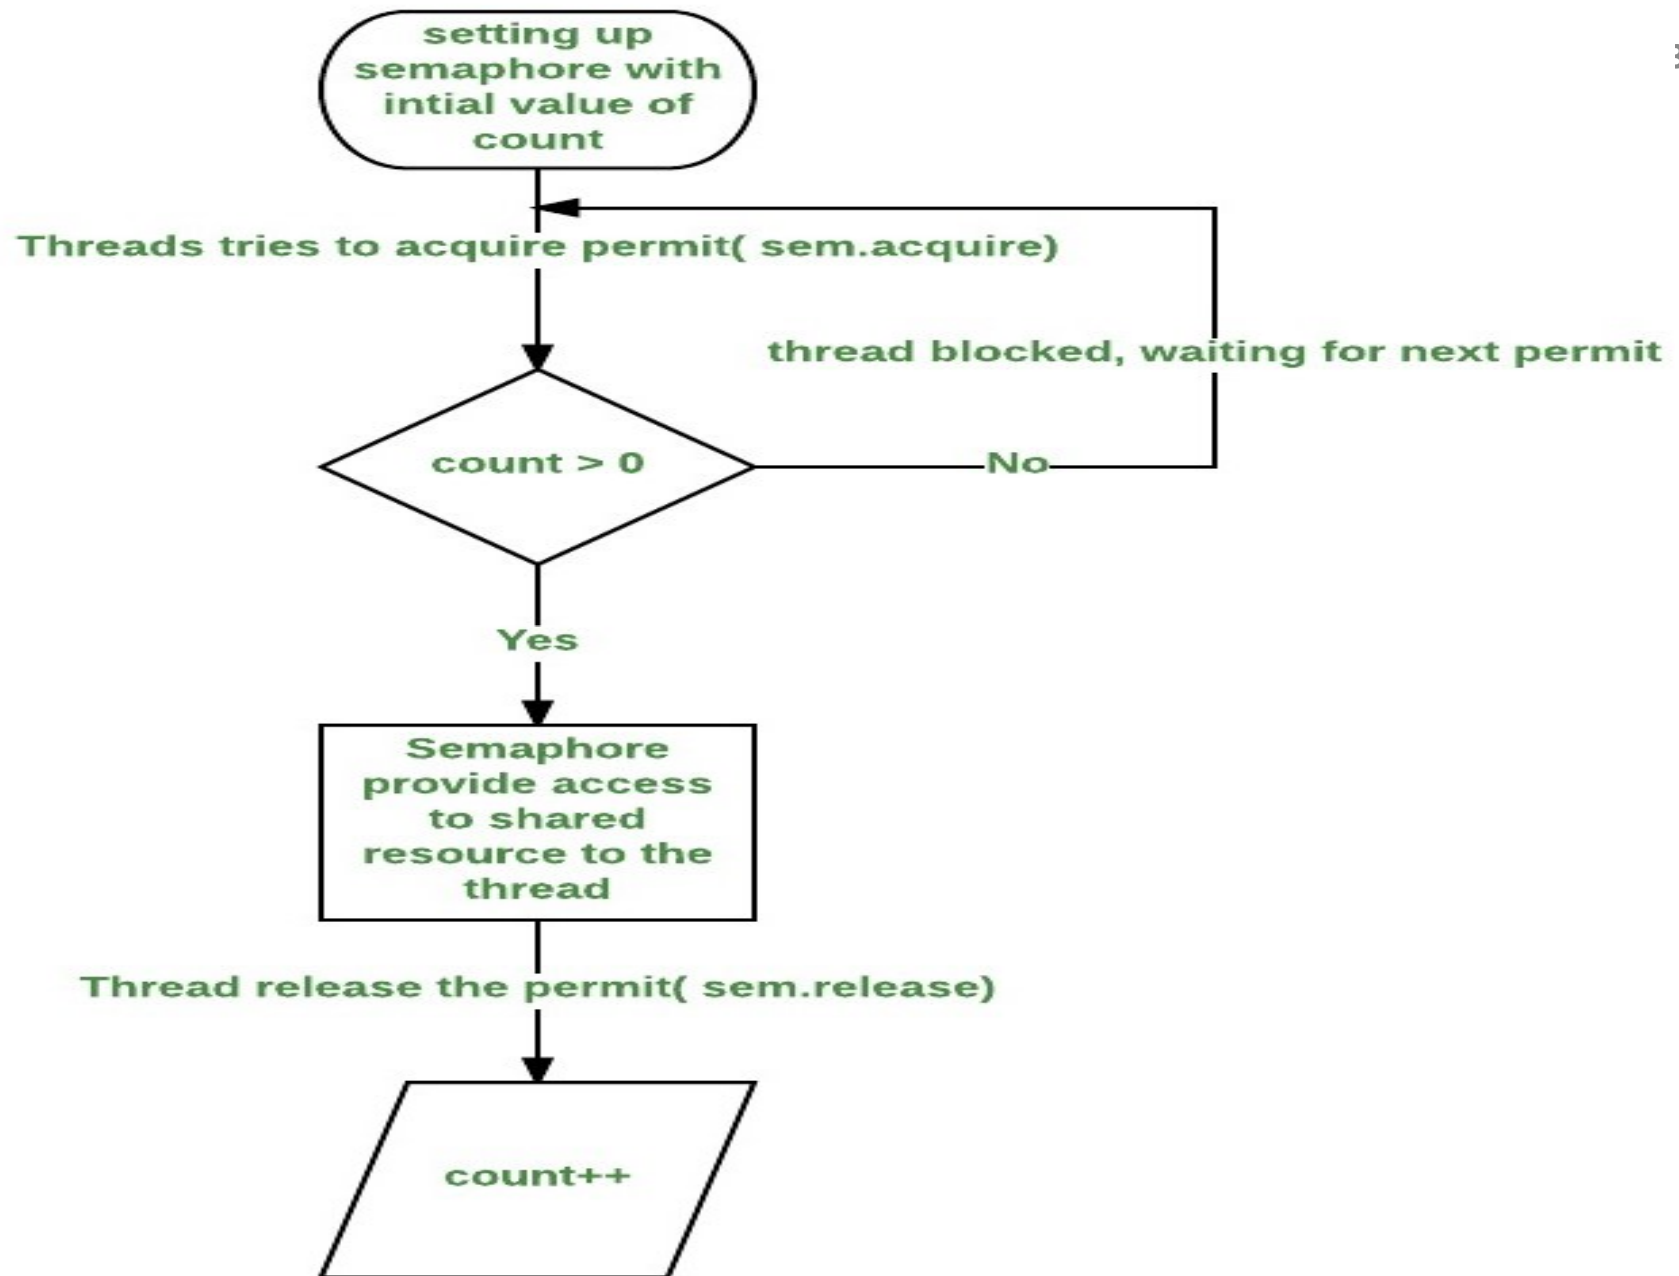 setting up
semaphore with
intial value of
count
Threads tries to acquire permit( sem.acquire)
thread blocked, waiting for next permit
count > 0
No
Yes
Semaphore
provide access
to shared
resource to the
thread
Thread release the permit( sem.release)
count++